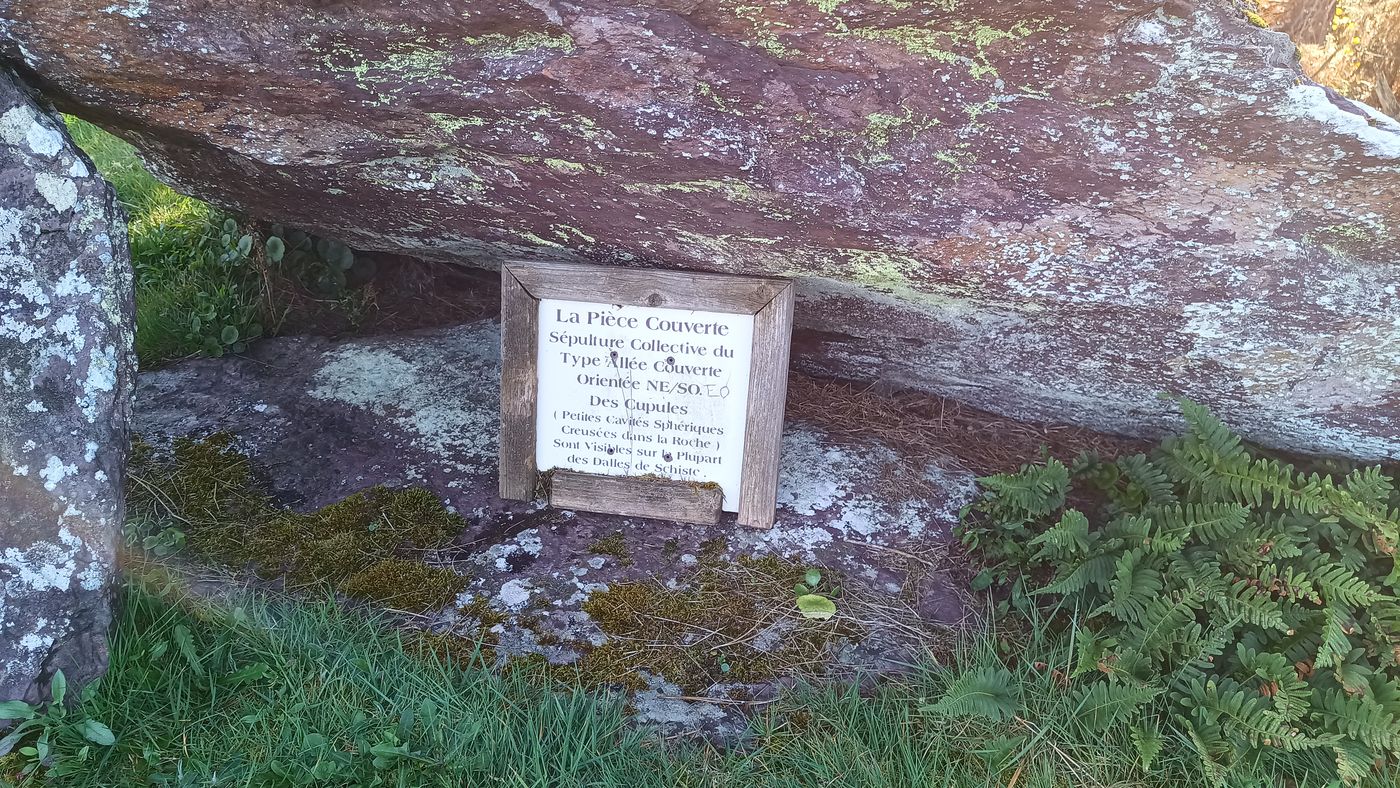 La Pièce Couverte
Sépulture Collective du
Type Allée Couverte
Orientée NE/SO. EO
Des Cupules
( Petites Cavités Sphériques
Creusées dans la Roche )
Sont Visibles sur la Plupart
des Dalles de Schiste